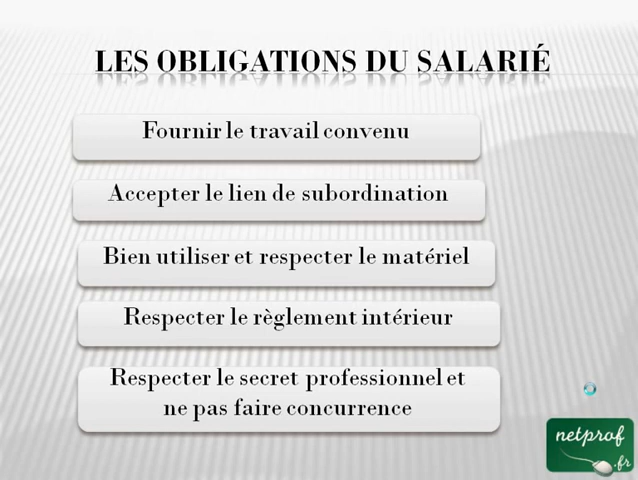 LES OBLIGATIONS DU SALARIÉ
Fournir le travail convenu
Accepter le lien de subordination
Bien utiliser et respecter le matériel
Respecter le règlement intérieur
Respecter le secret professionnel et
ne pas faire concurrence
netprof
.fr